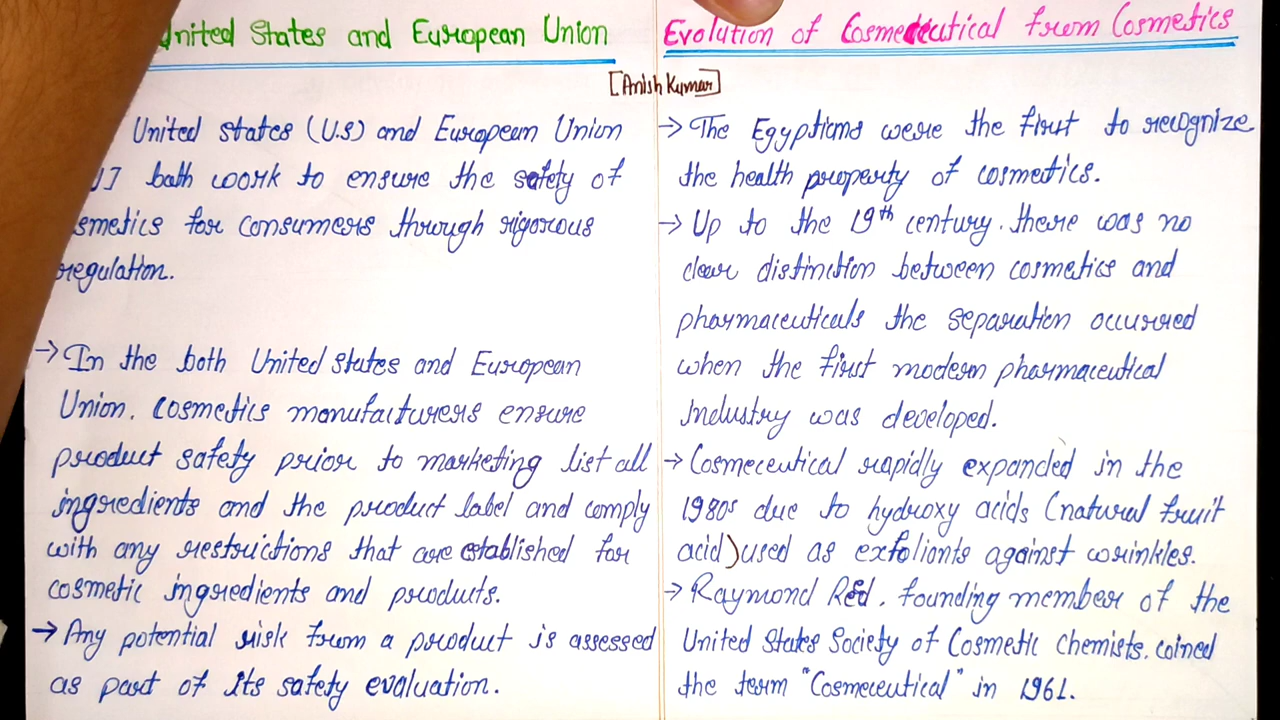 United States and European Union
[Anish Kumar]
United states (U.S) and European Union
both work to ensure the safety of
smetics for consumers through rigorous
regulation.
→ In the both United states and European
Union. cosmetics manufacturers ensure
product safety prior to marketing list all
ingredients and the product label and comply
with any restrictions that are established for
cosmetic ingredients and products.
→ Any potential risk from a product is assessed
as part of its safety evaluation.
Evolution of Cosmeceutical from Cosmetics
→ The Egyptions were the first to recognize
the health property of cosmetics.
→ Up to the 19th century. there was no
clear distinction between cosmetics and
pharmaceuticals the separation occurred
when the first modern pharmaceutical
Industry was developed.
→ Cosmeceutical rapidly expanded in the
1980s due to hydroxy acids (natural fruit
acid) used as exfolionts against wrinkles.
→ Raymond Reed. founding member of the
United States Society of Cosmetic Chemists. coined
the term "Cosmeceutical" in 1961.